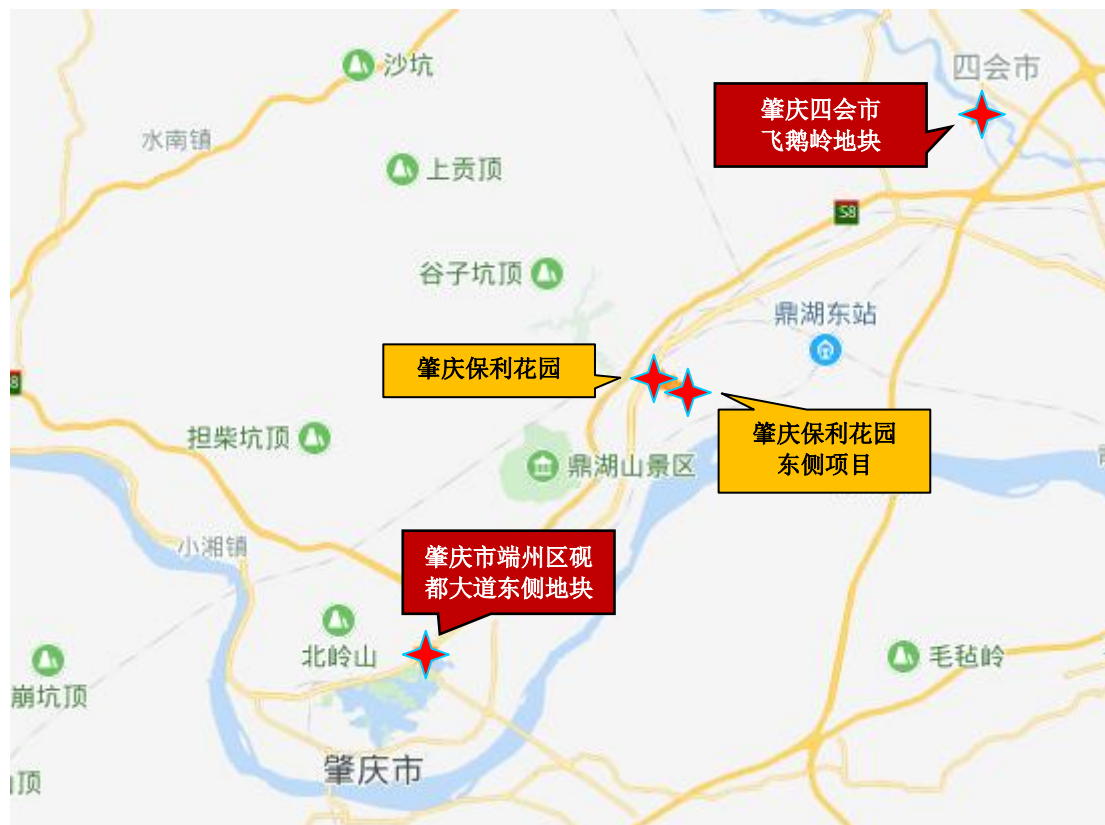 沙坑
四会市
肇庆四会市
飞鹅岭地块
水南镇
上贡顶
S8
谷子坑顶
鼎湖东站
肇庆保利花园
8
肇庆保利花园
东侧项目
担柴坑顶
鼎湖山景区
小湘镇
肇庆市端州区砚
都大道东侧地块
北岭山
毛毡岭
崩坑顶
肇庆市
顶